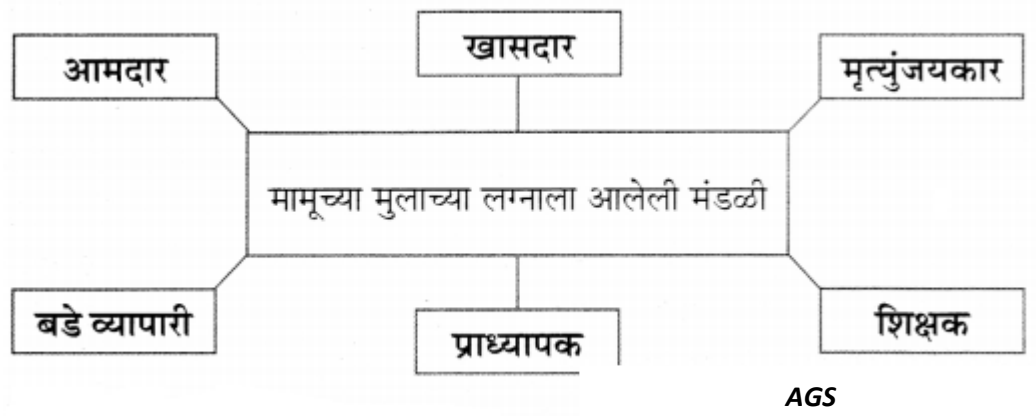 आमदार
खासदार
मृत्युंजयकार
मामूच्या मुलाच्या लग्नाला आलेली मंडळी
बडे व्यापारी
प्राध्यापक
शिक्षक
AGS